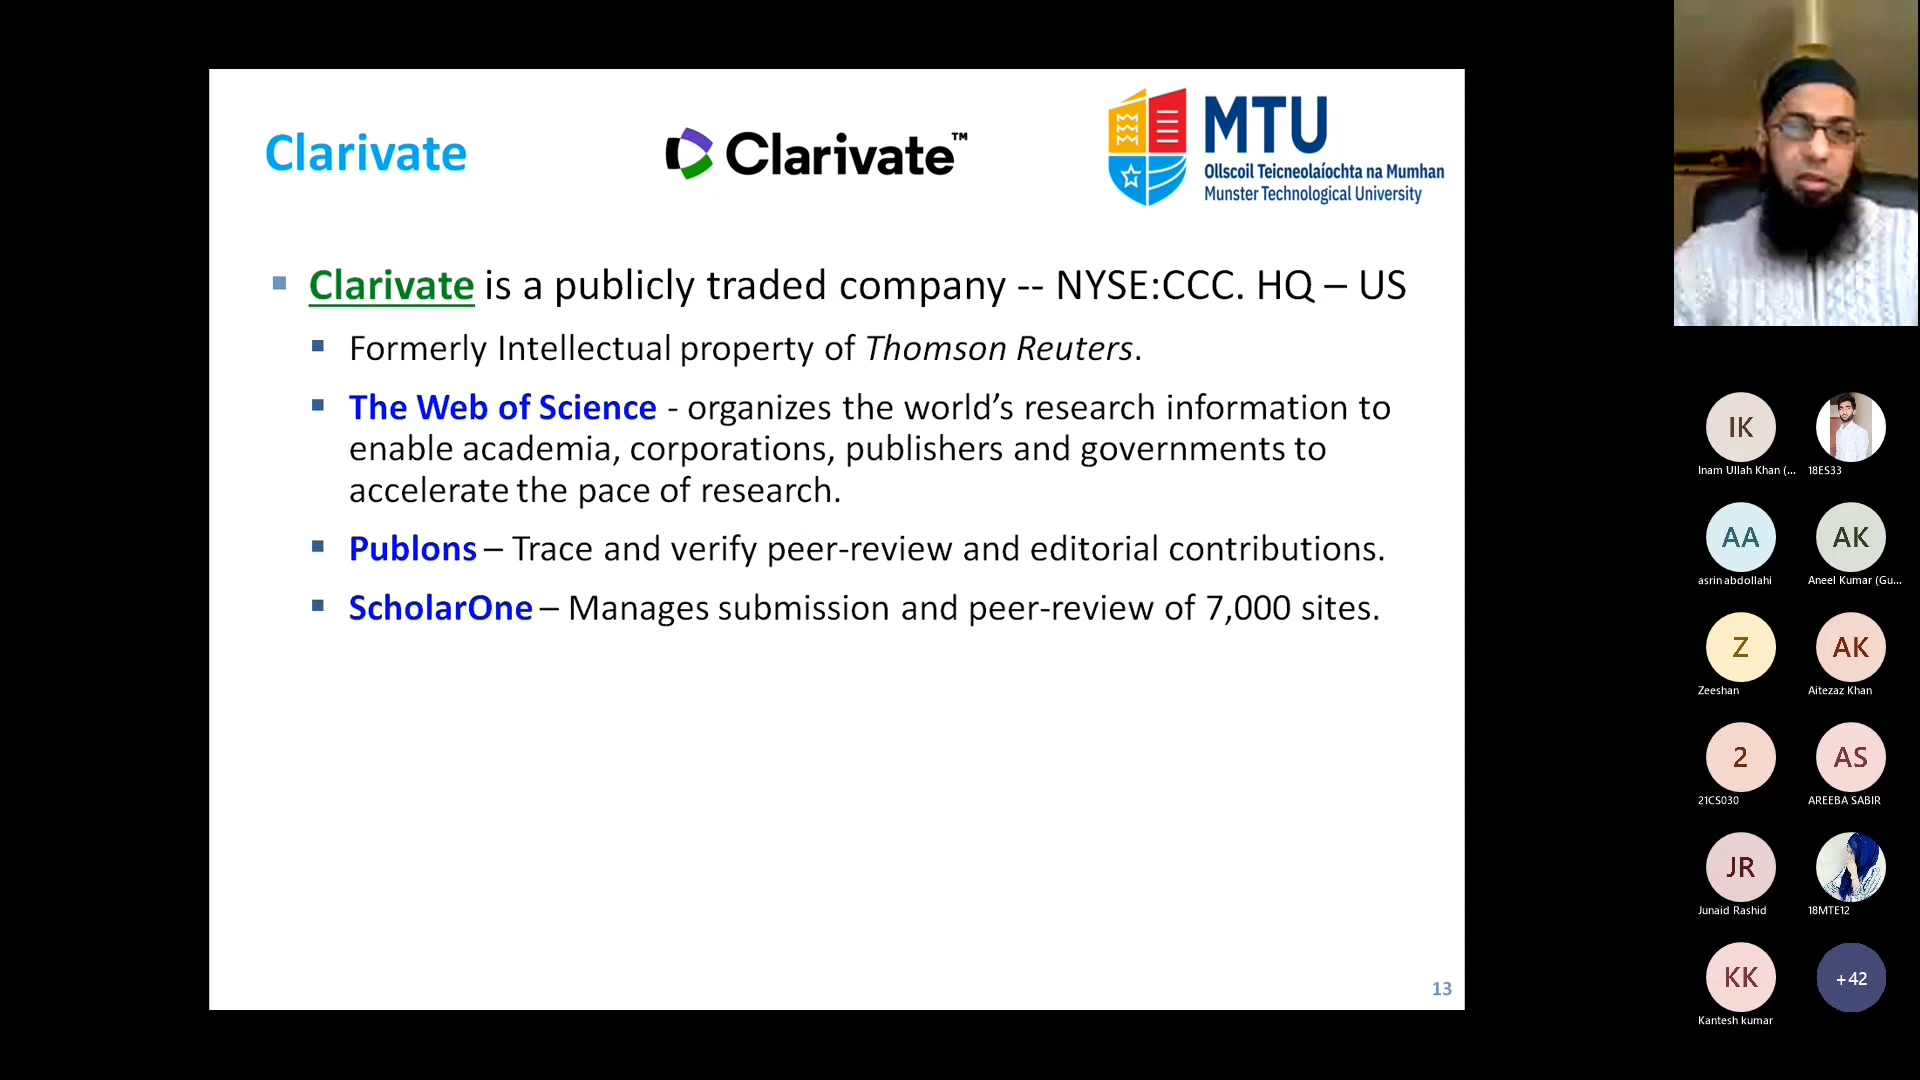 Clarivate
Clarivate™
MTU
Ollscoil Teicneolaíochta na Mumhan
Munster Technological University
Clarivate is a publicly traded company -- NYSE:CCC. HQ – US
Formerly Intellectual property of Thomson Reuters.
The Web of Science - organizes the world’s research information to
enable academia, corporations, publishers and governments to
accelerate the pace of research.
Publons – Trace and verify peer-review and editorial contributions.
ScholarOne – Manages submission and peer-review of 7,000 sites.
13
IK
Inam Ullah Khan (...
18ES33
AA
asrin abdollahi
AK
Aneel Kumar (Gu...
Z
Zeeshan
AK
Aitezaz Khan
2
21CS030
AS
AREEBA SABIR
JR
Junaid Rashid
18MTE12
KK
Kantesh kumar
+42